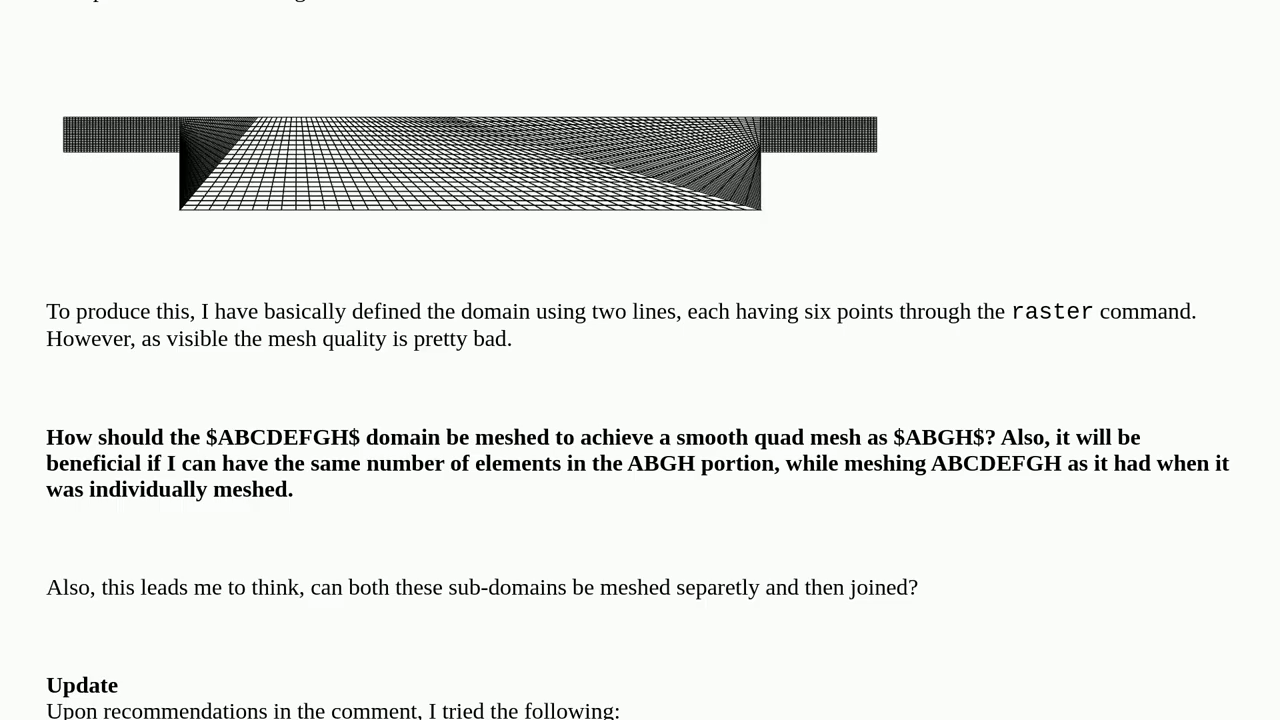 To produce this, I have basically defined the domain using two lines, each having six points through the raster command.
However, as visible the mesh quality is pretty bad.
How should the $ABCDEFGH$ domain be meshed to achieve a smooth quad mesh as $ABGH$? Also, it will be
beneficial if I can have the same number of elements in the ABGH portion, while meshing ABCDEFGH as it had when it
was individually meshed.
Also, this leads me to think, can both these sub-domains be meshed separetly and then joined?
Update
Upon recommendations in the comment, I tried the following: